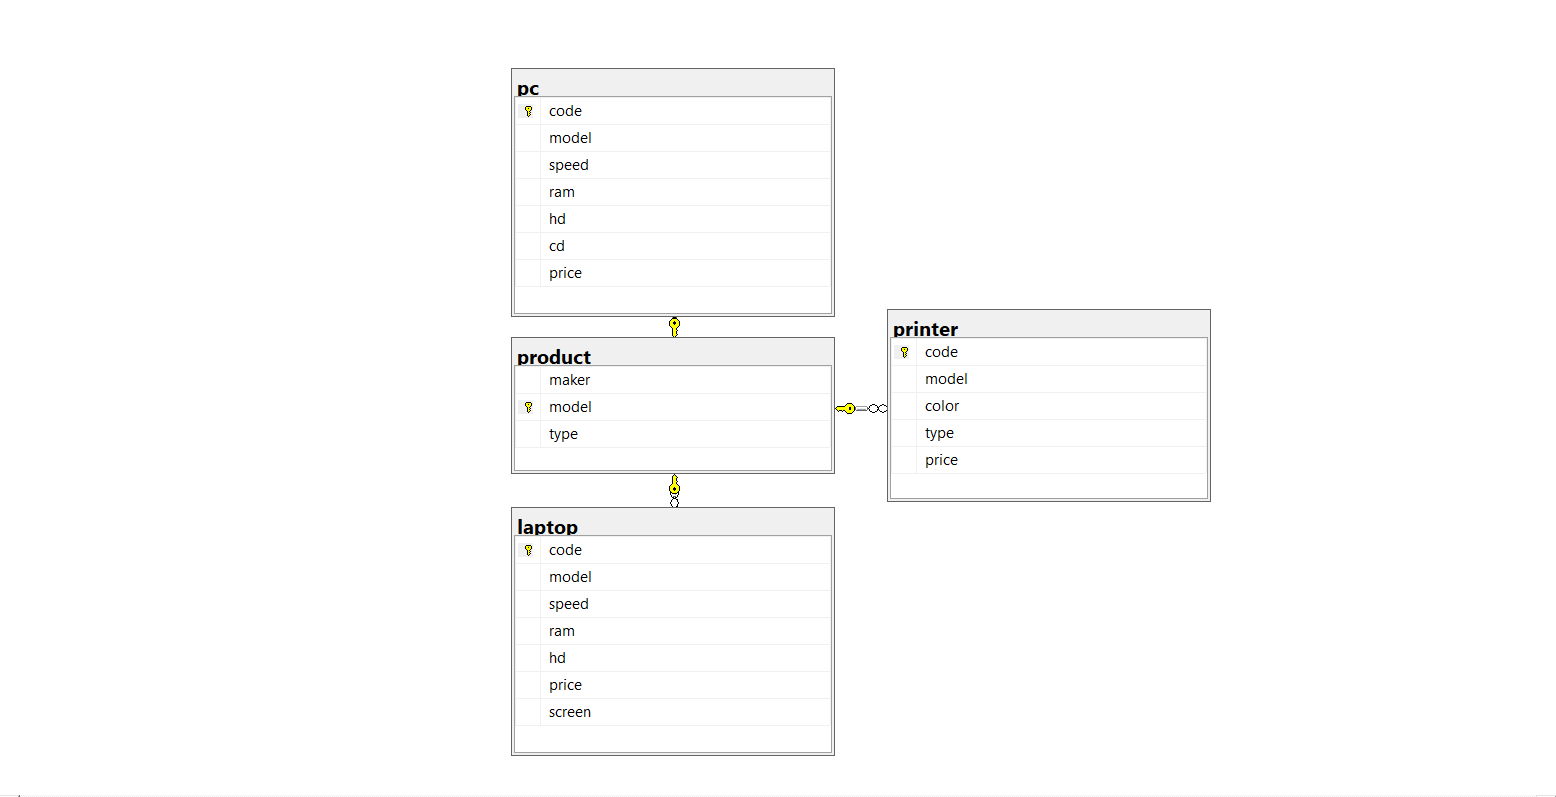 pc
code
model
speed
ram
hd
cd
price
product
maker
model
type
printer
code
model
color
type
price
laptop
code
model
speed
ram
hd
price
screen